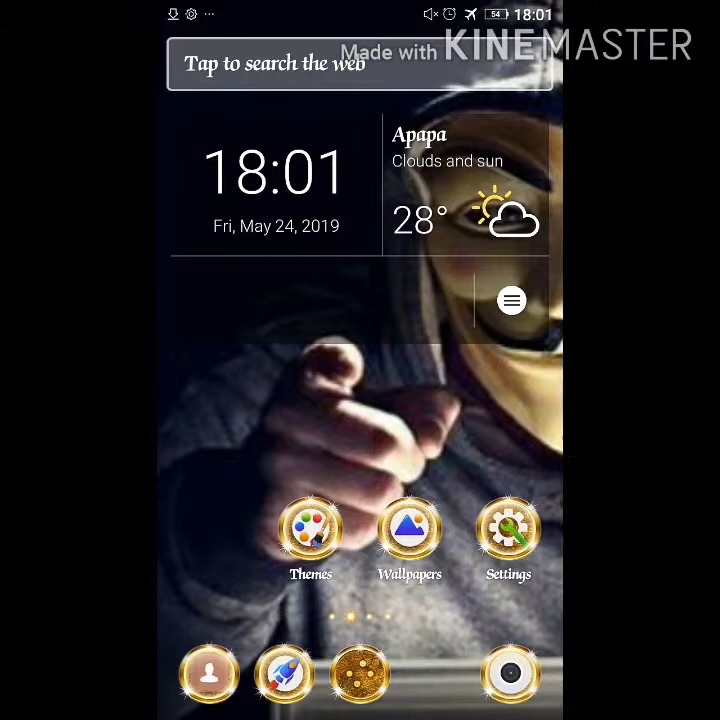 54 18:01
Made with KINEMASTER
Tap to search the web
18:01
Fri, May 24, 2019
Apapa
Clouds and sun
28°
Themes Wallpapers Settings